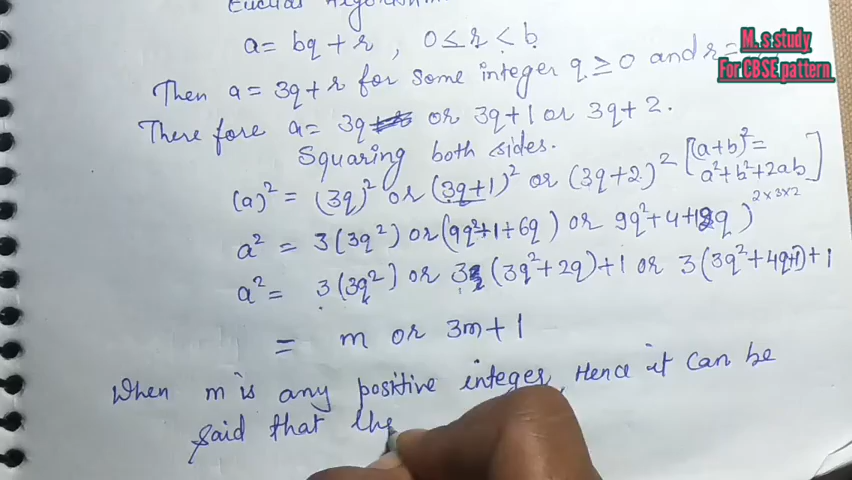 Euclid's Algorithm
a = bq + r , 0 ≤ r < b
Then a = 3q + r for some integer q ≥ 0 and r =
There fore a = 3q or 3q+1 or 3q+2.
Squaring both sides.
(a)² = (3q)² or (3q+1)² or (3q+2)² [(a+b)² = a²+b²+2ab]
a² = 3(3q²) or (9q²+1+6q) or 9q²+4+12q) 2×3×2
a² = 3(3q²) or 3(3q²+2q)+1 or 3(3q²+4q+1)+1
= m or 3m+1
When m is any positive integer, Hence it can be
said that the
M. s study
For CBSE pattern